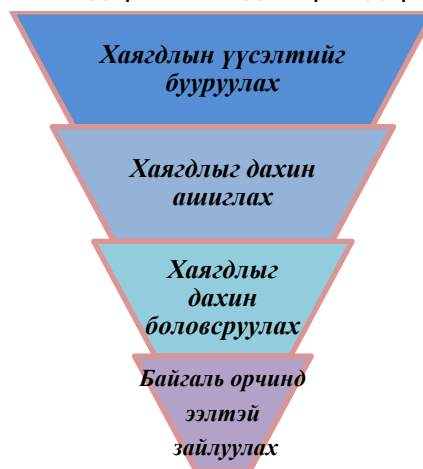 Хаягдлын үүсэлтийг
бууруулах
Хаягдлыг дахин
ашиглах
Хаягдлыг
дахин
боловсруулах
Байгаль орчинд
ээлтэй
зайлуулах